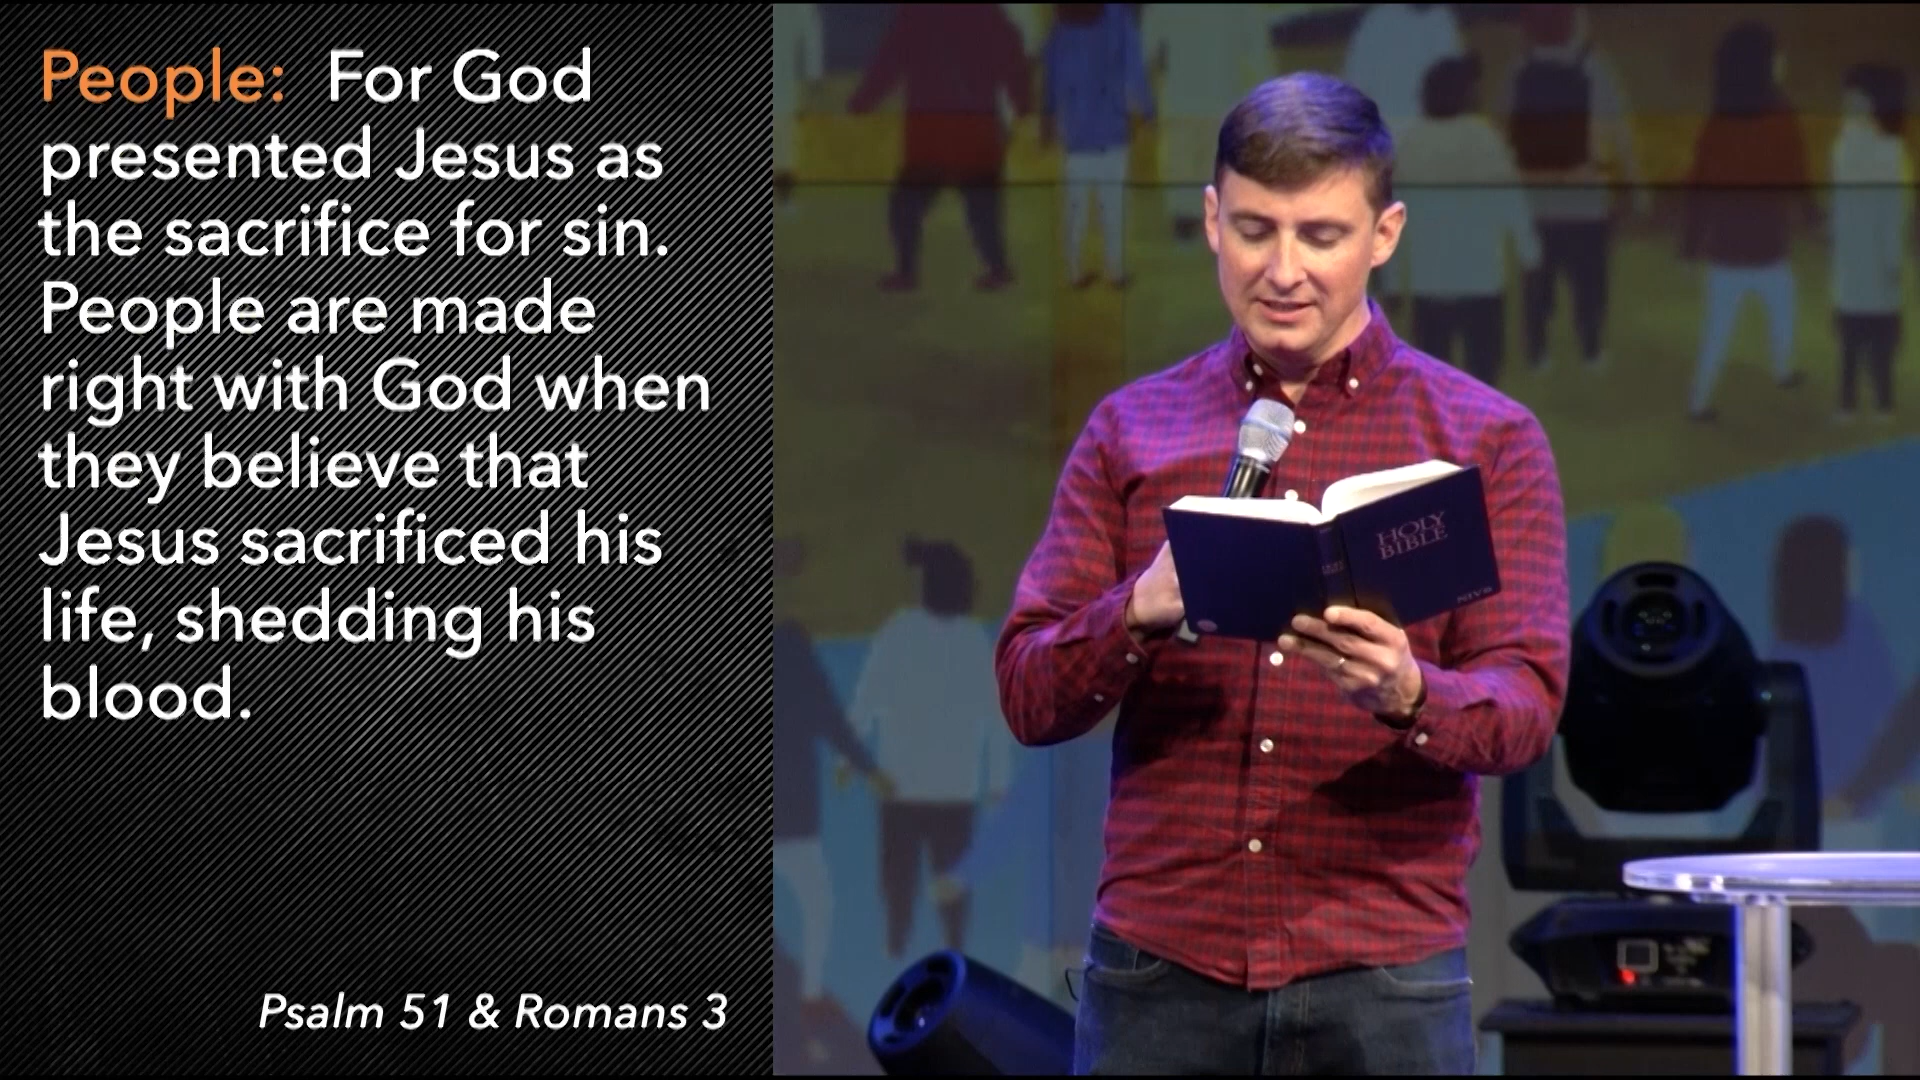 People: For God
presented Jesus as
the sacrifice for sin.
People are made
right with God when
they believe that
Jesus sacrificed his
life, shedding his
blood.
Psalm 51 & Romans 3
HOLY
BIBLE